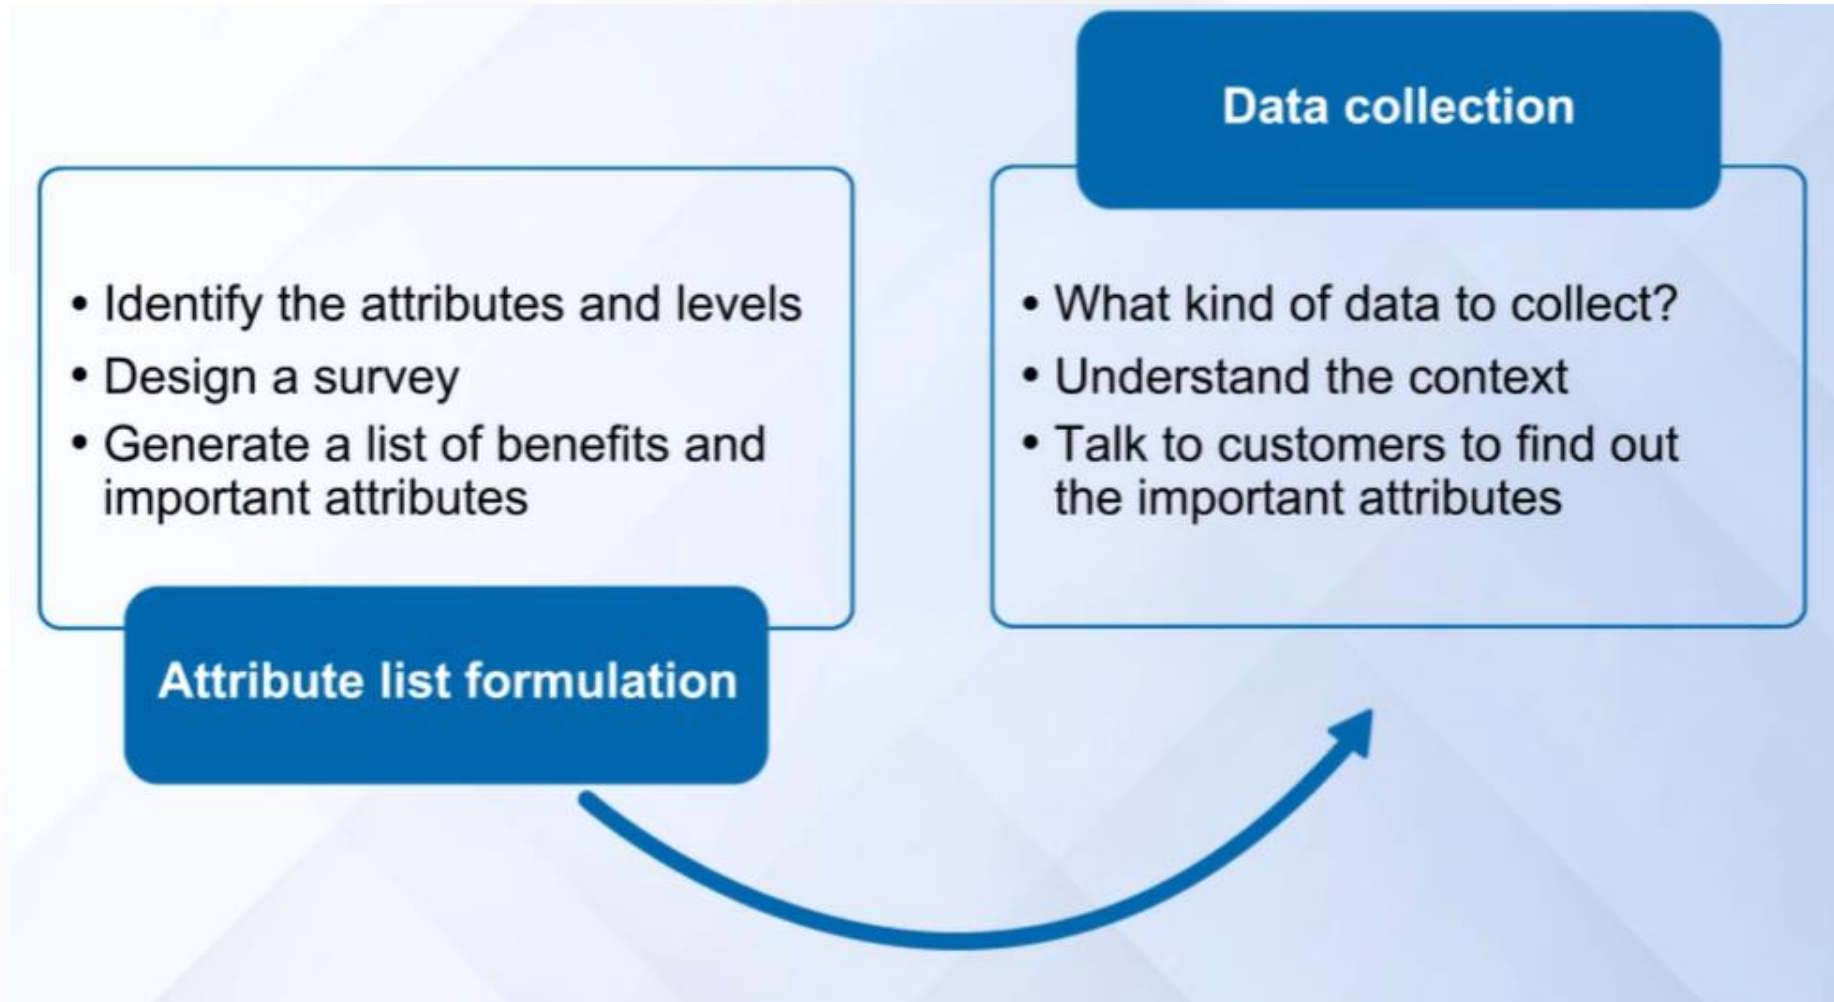 • Identify the attributes and levels
• Design a survey
• Generate a list of benefits and
important attributes
Attribute list formulation
Data collection
• What kind of data to collect?
• Understand the context
• Talk to customers to find out
the important attributes